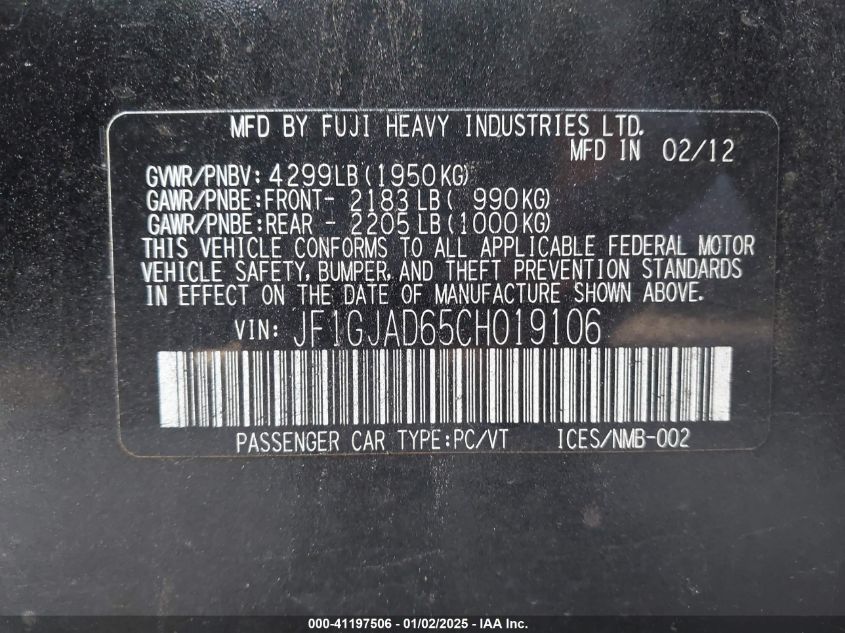 MFD BY FUJI HEAVY INDUSTRIES LTD.
MFD IN 02/12
GVWR/PNBV: 4299LB (1950KG)
GAWR/PNBE: FRONT- 2183 LB ( 990KG)
GAWR/PNBE: REAR - 2205 LB (1000KG)
THIS VEHICLE CONFORMS TO ALL APPLICABLE FEDERAL MOTOR
VEHICLE SAFETY, BUMPER, AND THEFT PREVENTION STANDARDS
IN EFFECT ON THE DATE OF MANUFACTURE SHOWN ABOVE.
VIN: JF1GJAD65CH019106
PASSENGER CAR TYPE:PC/VT ICES/NMB-002
000-41197506 - 01/02/2025 - IAA Inc.